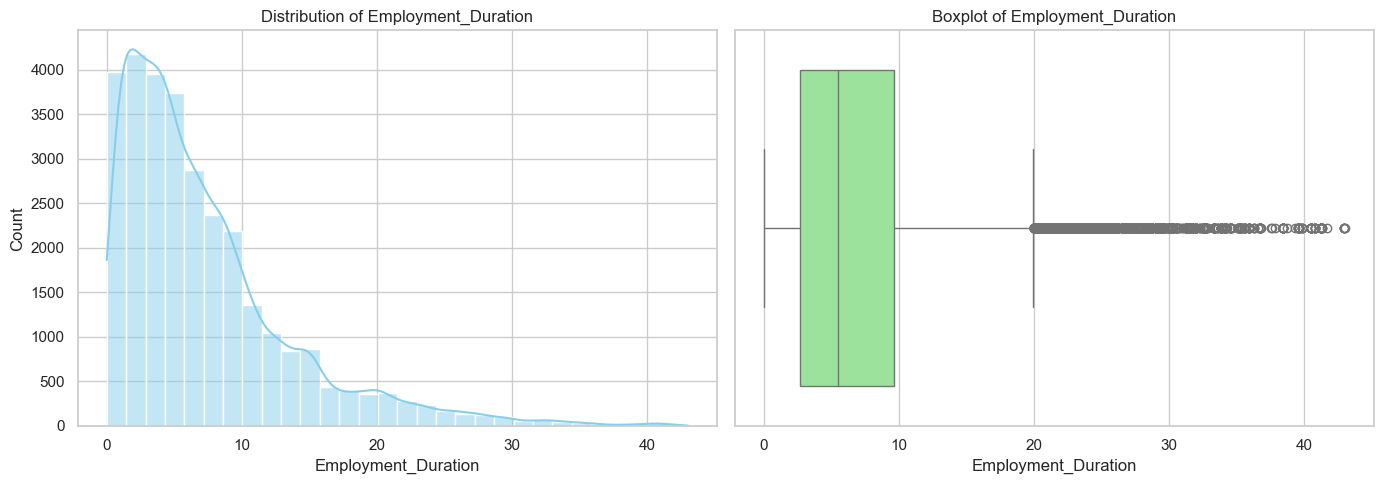 Distribution of Employment_Duration
Count
4000
3500
3000
2500
2000
1500
1000
500
0
0 10 20 30 40
Employment_Duration
Boxplot of Employment_Duration
0 10 20 30 40
Employment_Duration